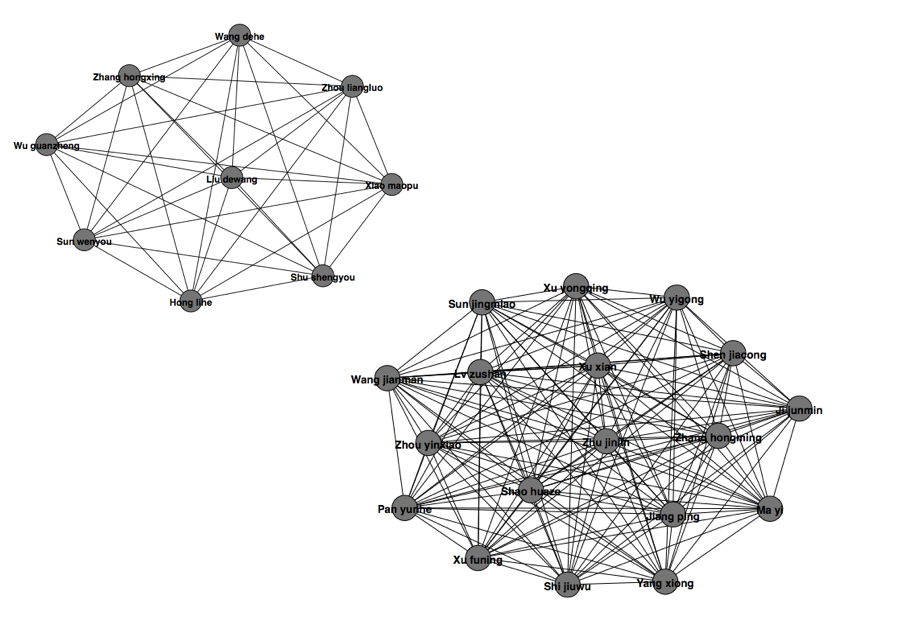 Wang dehe
Zhang hongxing
Zhou liangluo
Wu guanzheng
Liu dewang
Xiao maopu
Sun wenyou
Shu shengyou
Hong lihe
Xu yongqing
Sun jingmiao
Wu yigong
Shen jiadong
Lv zushan
Xu xian
Wang jianman
Ji junmin
Zhou yinxiao
Zhu jinlin
Zhang hongming
Shao huaze
Pan yunhe
Jiang ping
Ma yi
Xu funing
Shi jiuwu
Yang xiong